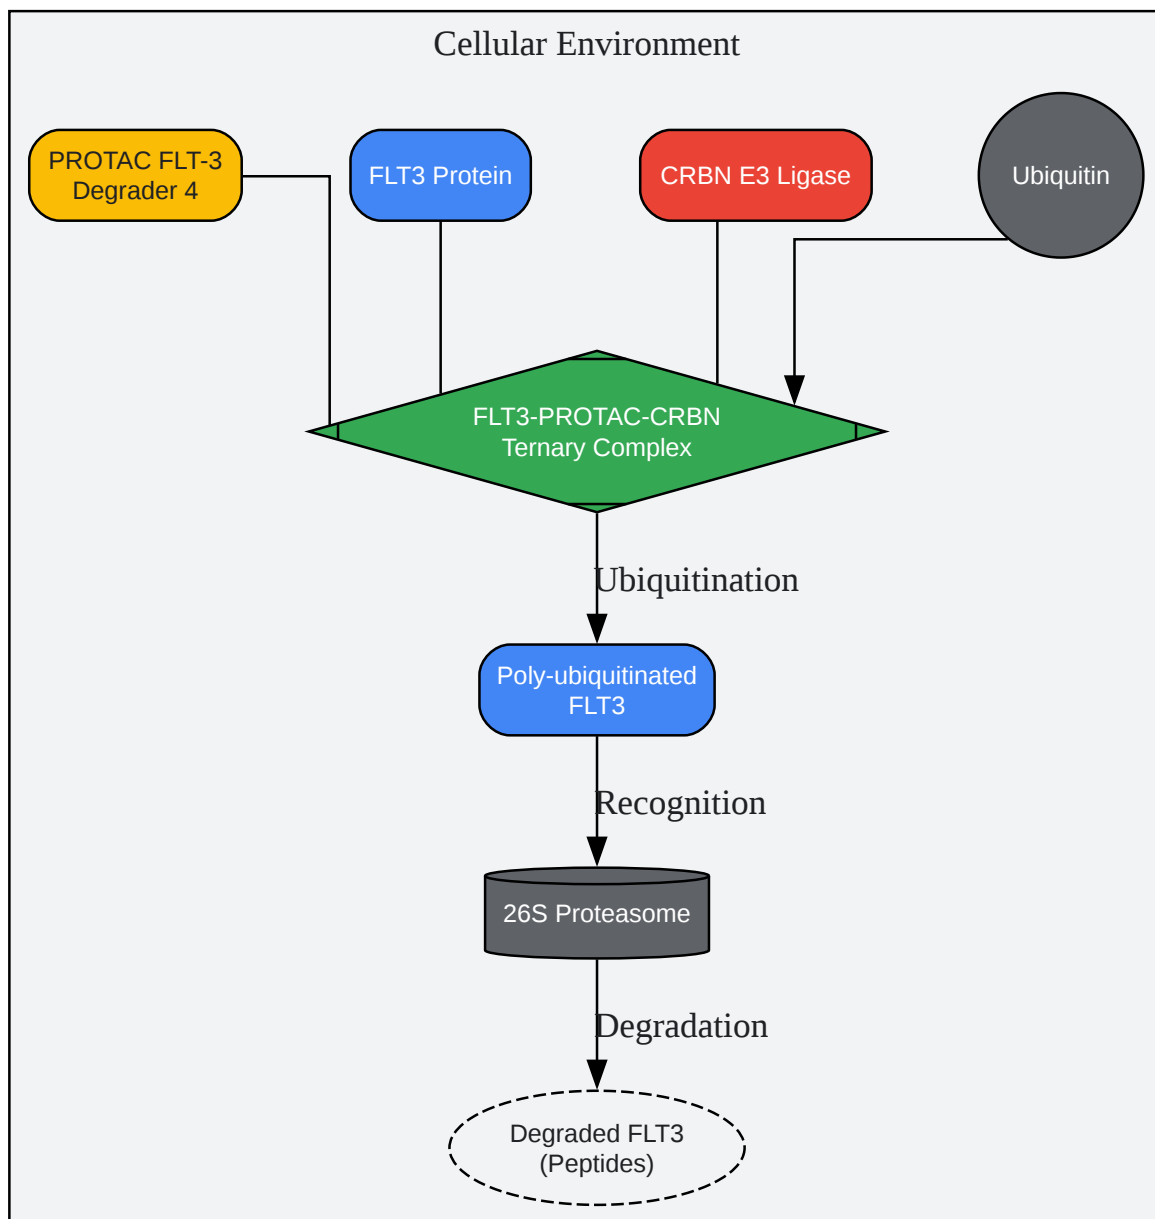 Cellular Environment
PROTAC FLT-3
Degrader 4
FLT3 Protein
CRBN E3 Ligase
Ubiquitin
FLT3-PROTAC-CRBN
Ternary Complex
Ubiquitination
Poly-ubiquitinated
FLT3
Recognition
26S Proteasome
Degradation
Degraded FLT3
(Peptides)